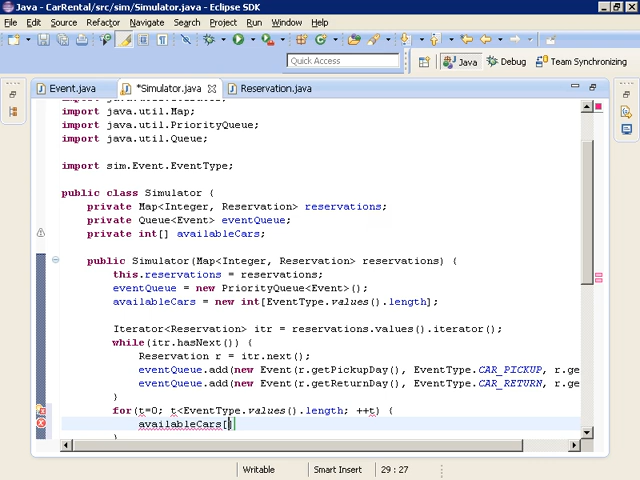 Java - CarRental/src/sim/Simulator.java - Eclipse SDK
File Edit Source Refactor Navigate Search Project Run Window Help
Quick Access
Java Debug Team Synchronizing
Event.java *Simulator.java Reservation.java
import java.util.Map;
import java.util.PriorityQueue;
import java.util.Queue;
import sim.Event.EventType;
public class Simulator {
private Map<Integer, Reservation> reservations;
private Queue<Event> eventQueue;
private int[] availableCars;
public Simulator(Map<Integer, Reservation> reservations) {
this.reservations = reservations;
eventQueue = new PriorityQueue<Event>();
availableCars = new int[EventType.values().length];
Iterator<Reservation> itr = reservations.values().iterator();
while(itr.hasNext()) {
Reservation r = itr.next();
eventQueue.add(new Event(r.getPickupDay(), EventType.CAR_PICKUP, r.ge
eventQueue.add(new Event(r.getReturnDay(), EventType.CAR_RETURN, r.ge
}
for(t=0; t<EventType.values().length; ++t) {
availableCars[]
}
Writable Smart Insert 29 : 27